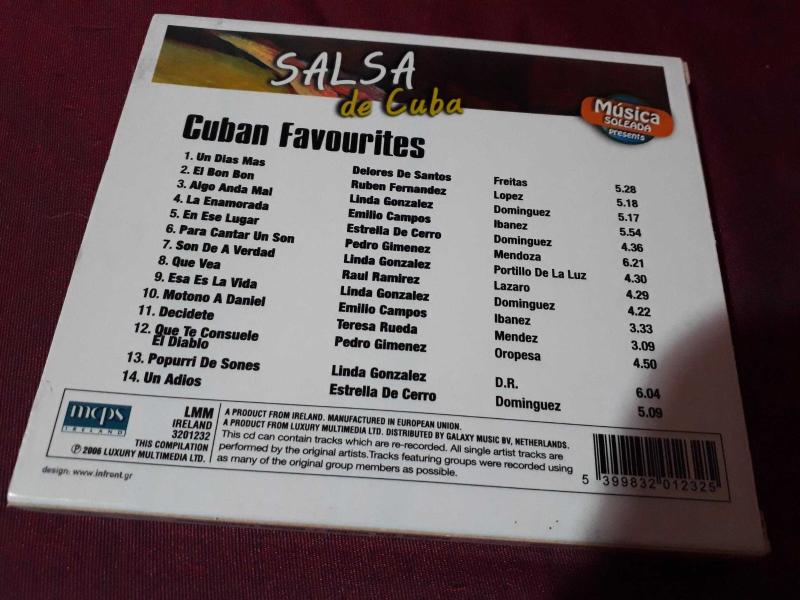 SALSA
de Cuba
Música
SOLEADA
Presents
Cuban Favourites
1. Un Dias Mas Delores De Santos Freitas 5.28
2. El Bon Bon Ruben Fernandez Lopez 5.18
3. Algo Anda Mal Linda Gonzalez Dominguez 5.17
4. La Enamorada Emilio Campos Ibanez 5.54
5. En Ese Lugar Estrella De Cerro Dominguez 4.36
6. Para Cantar Un Son Pedro Gimenez Mendoza 6.21
7. Son De A Verdad Linda Gonzalez Portillo De La Luz 4.30
8. Que Vea Raul Ramirez Lazaro 4.29
9. Esa Es La Vida Linda Gonzalez Dominguez 4.22
10. Motono A Daniel Emilio Campos Ibanez 3.33
11. Decidete Teresa Rueda Mendez 3.09
12. Que Te Consuele Pedro Gimenez Oropesa 4.50
El Diablo
13. Popurri De Sones Linda Gonzalez D.R. 6.04
14. Un Adios Estrella De Cerro Dominguez 5.09
mcps
IRELAND
LMM
IRELAND
3201232
THIS COMPILATION
℗ 2006 LUXURY MULTIMEDIA LTD.
A PRODUCT FROM IRELAND. MANUFACTURED IN EUROPEAN UNION.
A PRODUCT FROM LUXURY MULTIMEDIA LTD. DISTRIBUTED BY GALAXY MUSIC BV, NETHERLANDS.
This cd can contain tracks which are re-recorded. All single artist tracks are
performed by the original artists.Tracks featuring groups were recorded using
as many of the original group members as possible.
5 399832 012325
design: www.infront.gr